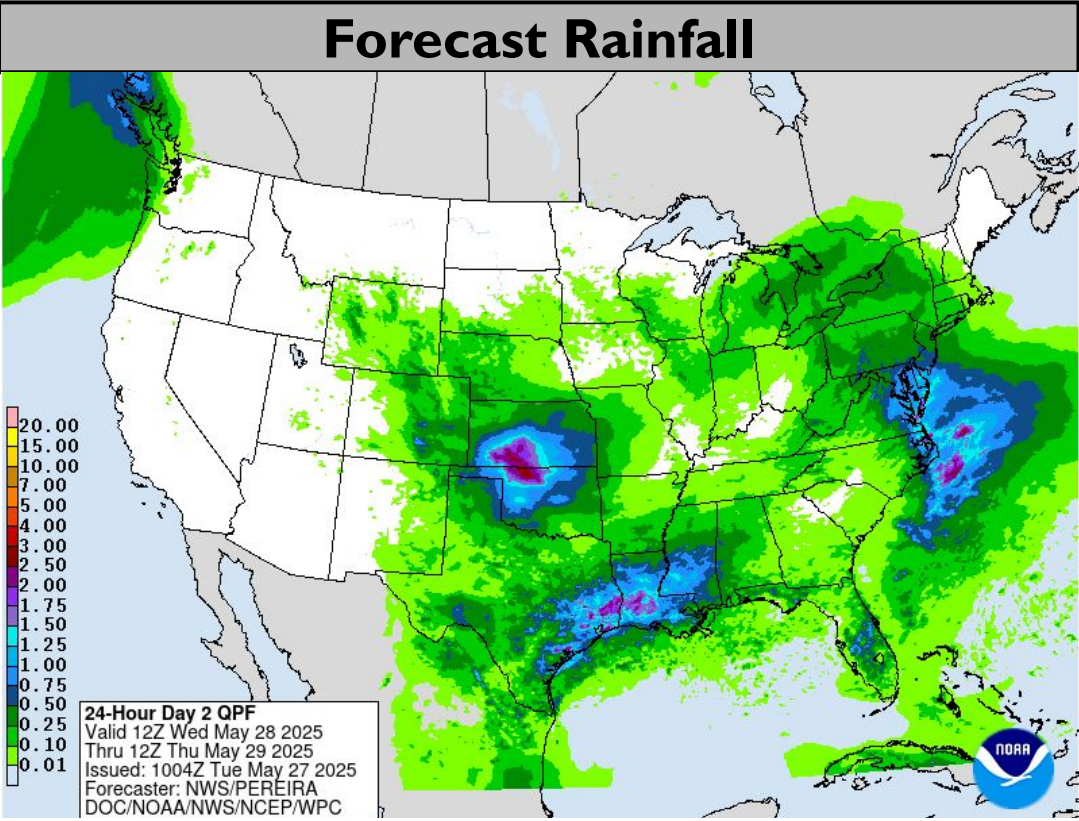 Forecast Rainfall
20.00
15.00
10.00
7.00
5.00
4.00
3.00
2.50
2.00
1.75
1.50
1.25
1.00
0.75
0.50
0.25
0.10
0.01
24-Hour Day 2 QPF
Valid 12Z Wed May 28 2025
Thru 12Z Thu May 29 2025
Issued: 1004Z Tue May 27 2025
Forecaster: NWS/PEREIRA
DOC/NOAA/NWS/NCEP/WPC
NOAA